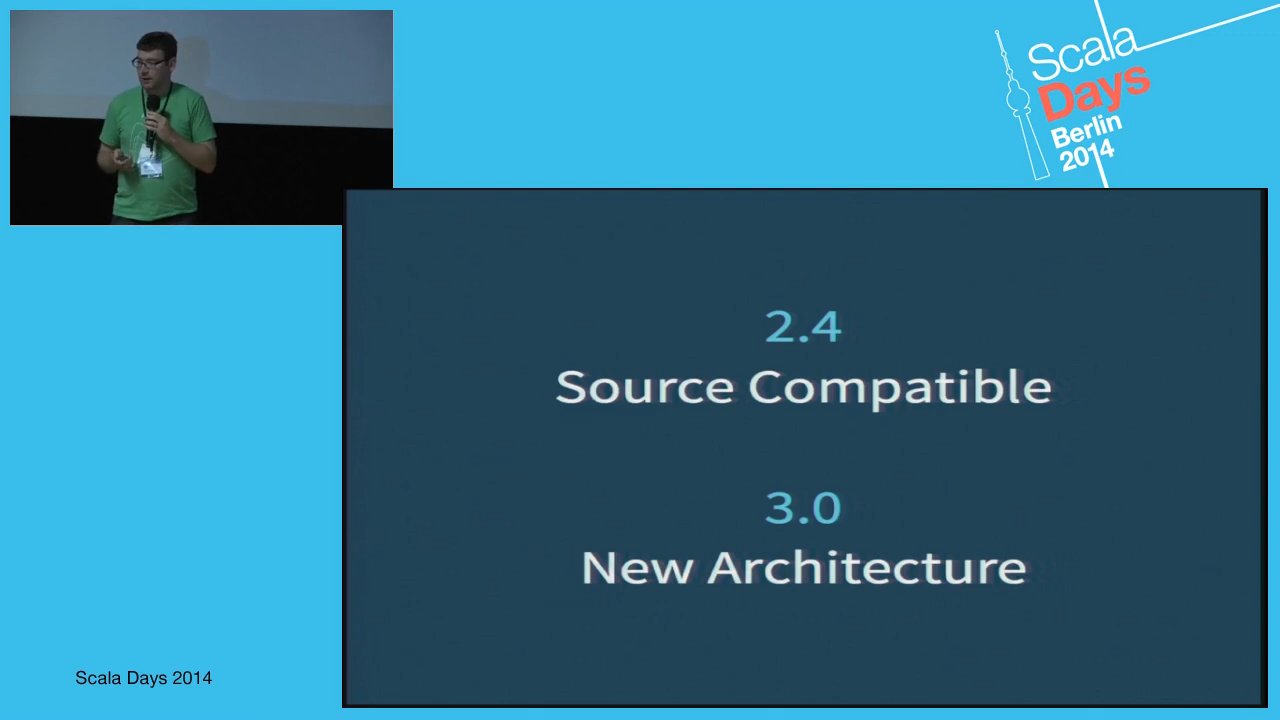 Scala
Days
Berlin
2014
2.4
Source Compatible
3.0
New Architecture
Scala Days 2014